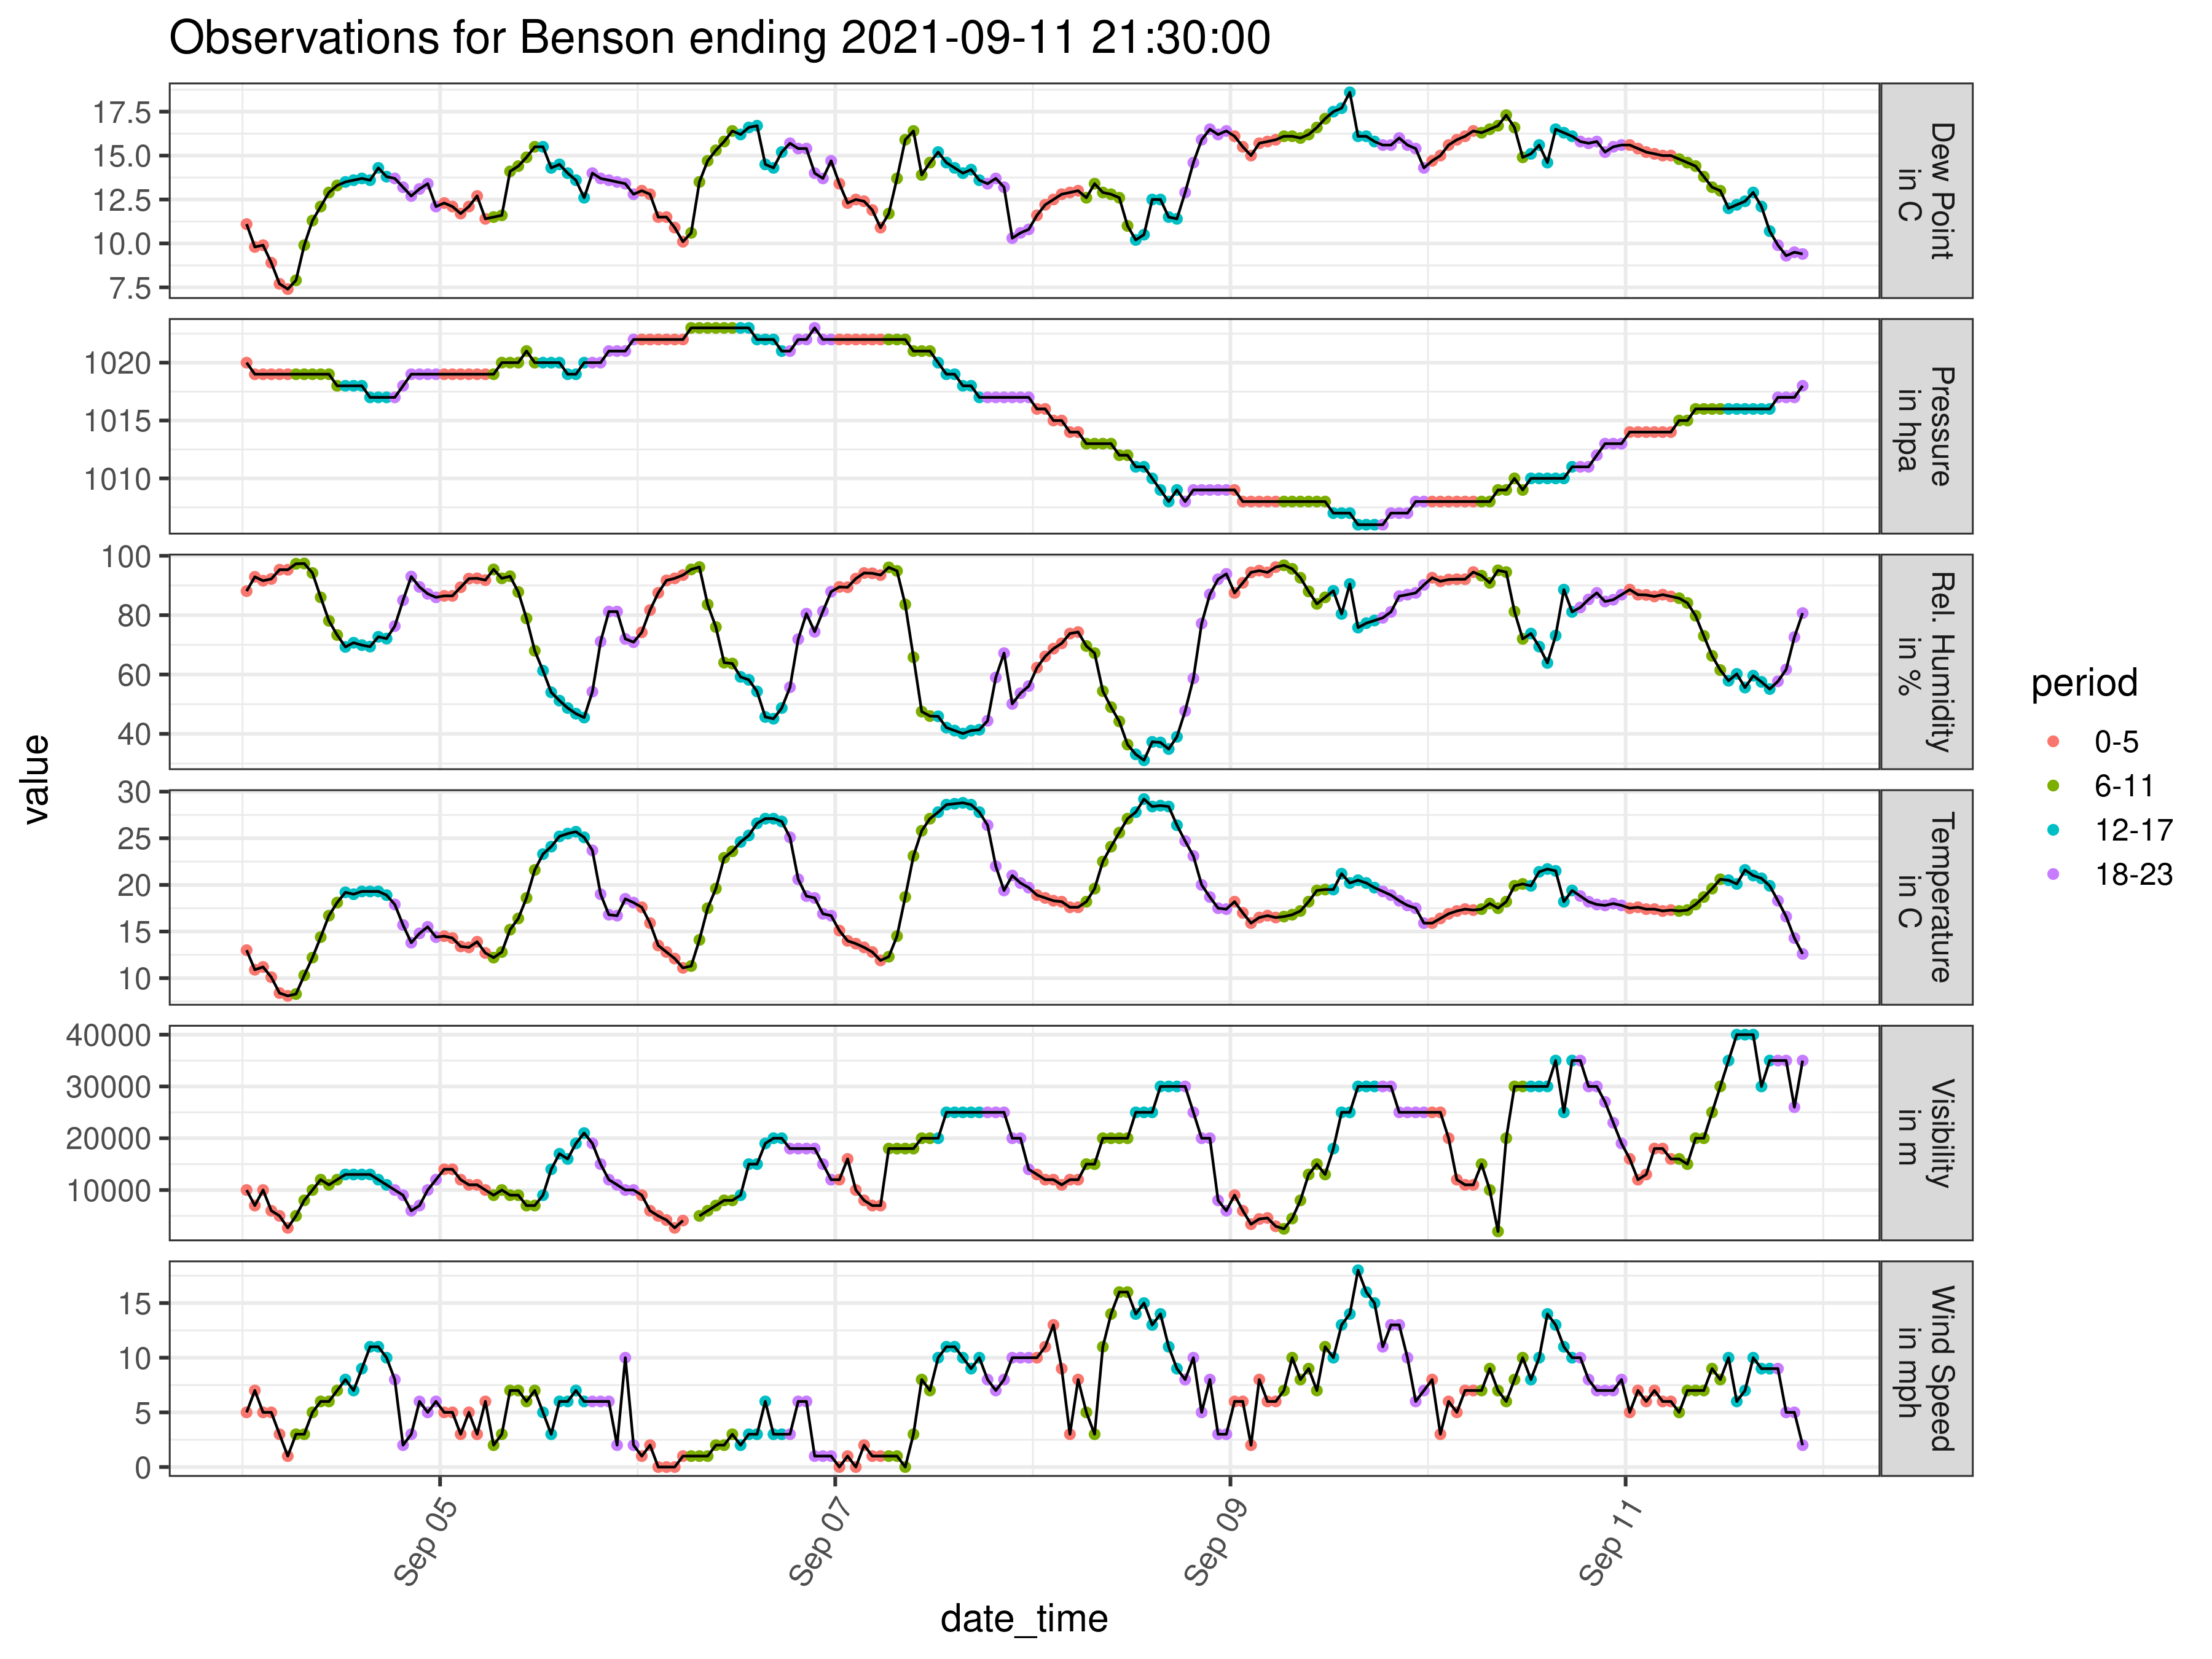 Observations for Benson ending 2021-09-11 21:30:00
value
17.5
15.0
12.5
10.0
7.5
Dew Point
in C
1020
1015
1010
Pressure
in hpa
100
80
60
40
Rel. Humidity
in %
30
25
20
15
10
Temperature
in C
40000
30000
20000
10000
Visibility
in m
15
10
5
0
Wind Speed
in mph
Sep 05
Sep 07
Sep 09
Sep 11
date_time
period
0-5
6-11
12-17
18-23